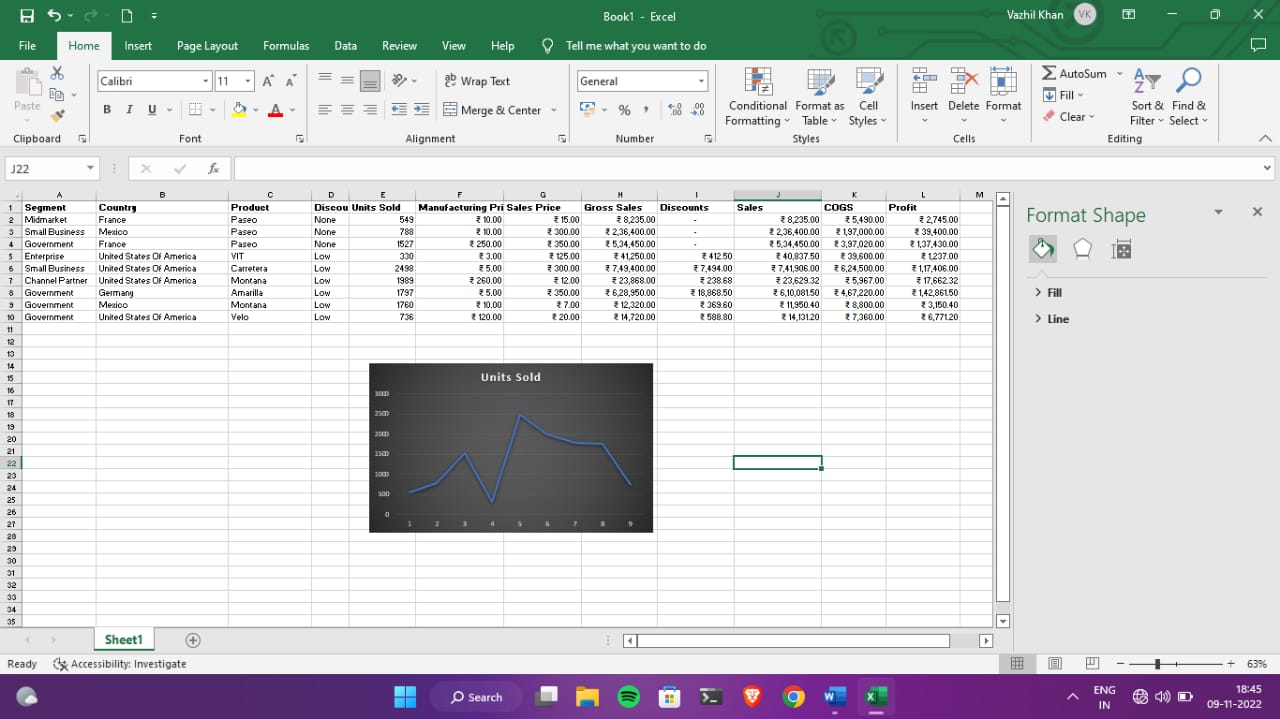 Book1 - Excel
Vazhil Khan VK
File Home Insert Page Layout Formulas Data Review View Help Tell me what you want to do
Paste
Clipboard
Calibri 11
B I U
Font
Wrap Text
Merge & Center
Alignment
General
%
Number
Conditional Formatting
Format as Table
Cell Styles
Styles
Insert Delete Format
Cells
AutoSum
Fill
Clear
Sort & Filter
Find & Select
Editing
J22
fx
A B C D E F G H I J K L M
1 Segment Country Product Discou Units Sold Manufacturing Pri Sales Price Gross Sales Discounts Sales COGS Profit
2 Midmarket France Paseo None 549 ₹ 10.00 ₹ 15.00 ₹ 8,235.00 - ₹ 8,235.00 ₹ 5,490.00 ₹ 2,745.00
3 Small Business Mexico Paseo None 788 ₹ 10.00 ₹ 300.00 ₹ 2,36,400.00 - ₹ 2,36,400.00 ₹ 1,97,000.00 ₹ 39,400.00
4 Government France Paseo None 1527 ₹ 250.00 ₹ 350.00 ₹ 5,34,450.00 - ₹ 5,34,450.00 ₹ 3,97,020.00 ₹ 1,37,430.00
5 Enterprise United States Of America VIT Low 330 ₹ 3.00 ₹ 125.00 ₹ 41,250.00 ₹ 412.50 ₹ 40,837.50 ₹ 39,600.00 ₹ 1,237.00
6 Small Business United States Of America Carretera Low 2498 ₹ 5.00 ₹ 300.00 ₹ 7,49,400.00 ₹ 7,494.00 ₹ 7,41,906.00 ₹ 6,24,500.00 ₹ 1,17,406.00
7 Channel Partner United States Of America Montana Low 1989 ₹ 260.00 ₹ 12.00 ₹ 23,868.00 ₹ 238.68 ₹ 23,629.32 ₹ 5,967.00 ₹ 17,662.32
8 Government Germany Amarilla Low 1797 ₹ 5.00 ₹ 350.00 ₹ 6,28,950.00 ₹ 18,868.50 ₹ 6,10,081.50 ₹ 4,67,220.00 ₹ 1,42,861.50
9 Government Mexico Montana Low 1760 ₹ 10.00 ₹ 7.00 ₹ 12,320.00 ₹ 369.60 ₹ 11,950.40 ₹ 8,800.00 ₹ 3,150.40
10 Government United States Of America Velo Low 736 ₹ 120.00 ₹ 20.00 ₹ 14,720.00 ₹ 588.80 ₹ 14,131.20 ₹ 7,360.00 ₹ 6,771.20
11
12
13
14
15
16
17
18
19
20
21
22
23
24
25
26
27
28
29
30
31
32
33
34
35
Units Sold
3000
2500
2000
1500
1000
500
0
1 2 3 4 5 6 7 8 9
Format Shape
Fill
Line
Sheet1
Ready Accessibility: Investigate
63%
Search
ENG
IN
18:45
09-11-2022